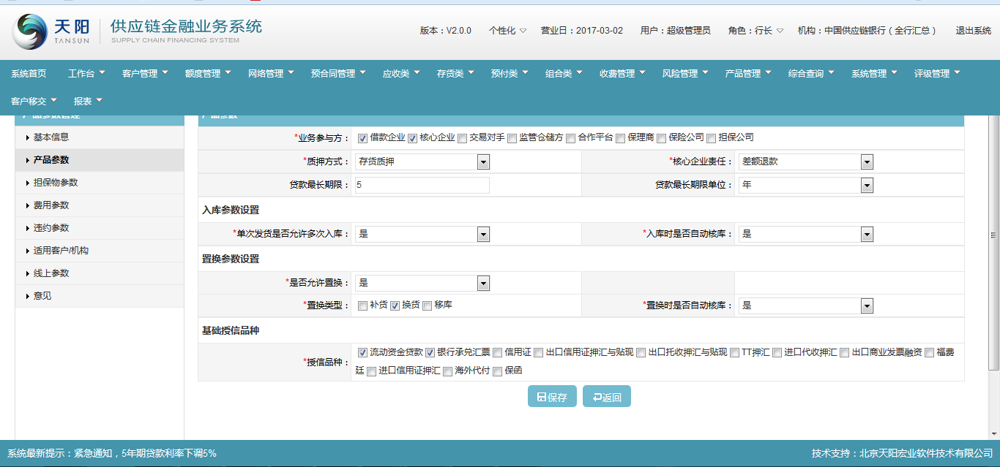 天阳 TANSUN 供应链金融业务系统
SUPPLY CHAIN FINANCING SYSTEM
版本：V2.0.0 个性化 营业日：2017-03-02 用户：超级管理员 角色：行长 机构：中国供应链银行（全行汇总） 退出系统
系统首页 工作台 客户管理 额度管理 网络管理 预合同管理 应收类 存货类 预付类 组合类 收费管理 风险管理 产品管理 综合查询 系统管理 评级管理
客户移交 报表
产品参数管理
基本信息
产品参数
担保物参数
费用参数
违约参数
适用客户/机构
线上参数
意见
产品参数
*业务参与方： 借款企业 核心企业 交易对手 监管仓储方 合作平台 保理商 保险公司 担保公司
*质押方式： 存货质押 *核心企业责任： 差额退款
贷款最长期限： 5 贷款最长期限单位： 年
入库参数设置
*单次发货是否允许多次入库： 是 *入库时是否自动核库： 是
置换参数设置
*是否允许置换： 是
*置换类型： 补货 换货 移库 *置换时是否自动核库： 是
基础授信品种
*授信品种： 流动资金贷款 银行承兑汇票 信用证 出口信用证押汇与贴现 出口托收押汇与贴现 TT押汇 进口代收押汇 出口商业发票融资 福费
廷 进口信用证押汇 海外代付 保函
保存 返回
系统最新提示：紧急通知，5年期贷款利率下调5% 技术支持：北京天阳宏业软件技术有限公司